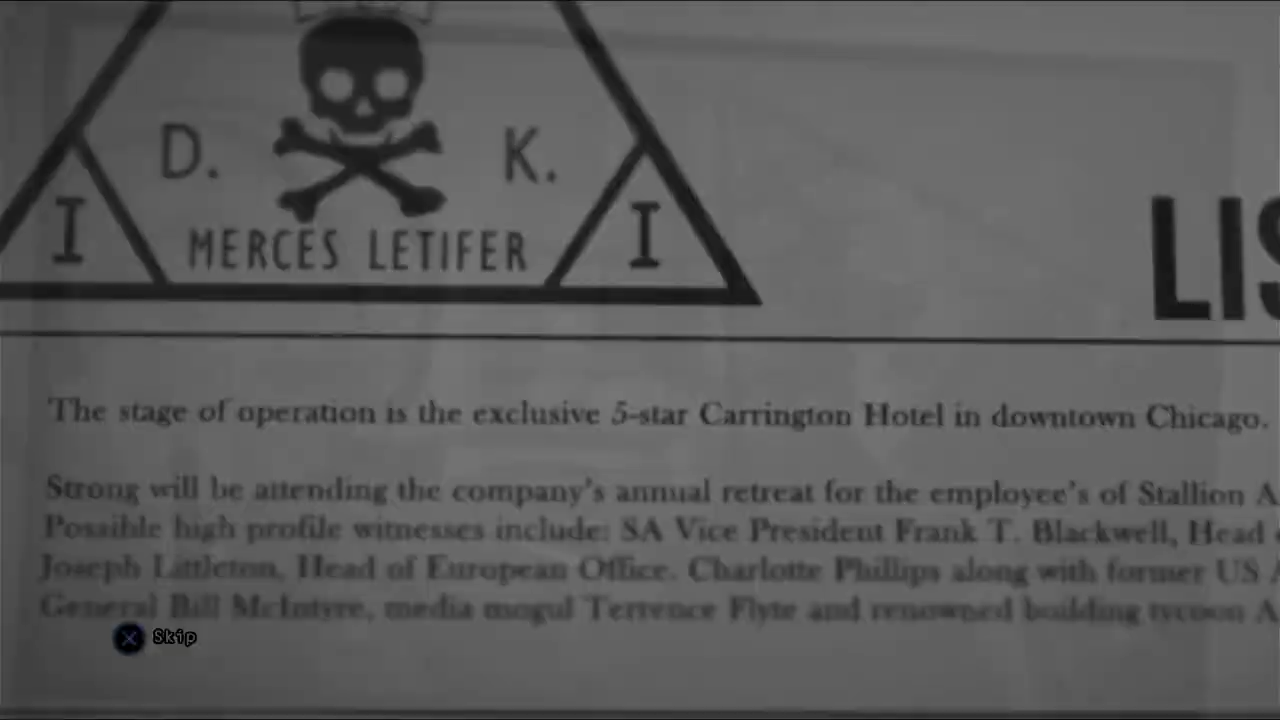 D. K.
I MERCES LETIFER I
LIS
The stage of operation is the exclusive 5-star Carrington Hotel in downtown Chicago.
Strong will be attending the company's annual retreat for the employee's of Stallion A
Possible high profile witnesses include: SA Vice President Frank T. Blackwell, Head
Joseph Littleton, Head of European Office. Charlotte Phillips along with former US A
General Bill McIntyre, media mogul Terrence Flyte and renowned building tycoon A
Skip